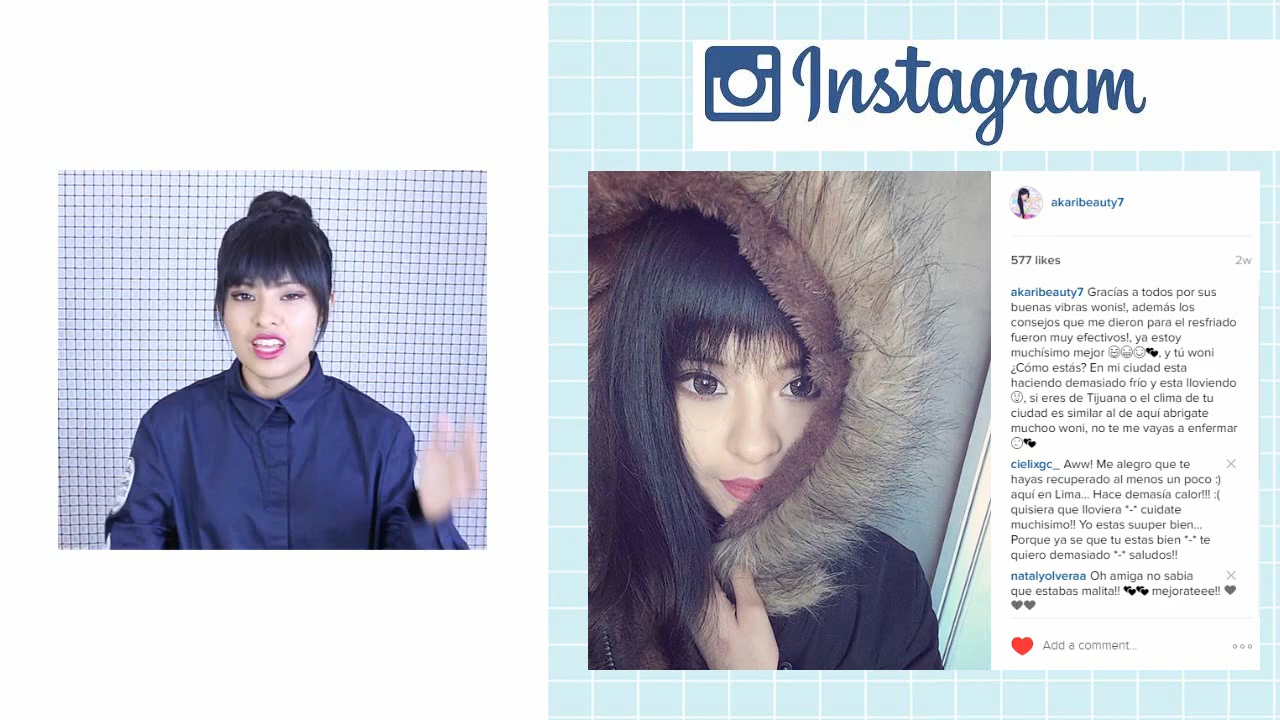 Instagram
akaribeauty7
577 likes 2w
akaribeauty7 Gracías a todos por sus
buenas vibras wonis!, además los
consejos que me dieron para el resfriado
fueron muy efectivos!, ya estoy
muchísimo mejor 😄😁☺💕, y tú woni
¿Cómo estás? En mi ciudad esta
haciendo demasiado frío y esta lloviendo
😯, si eres de Tijuana o el clima de tu
ciudad es similar al de aquí abrigate
muchoo woni, no te me vayas a enfermar
☺💕
cielixgc_ Aww! Me alegro que te
hayas recuperado al menos un poco :)
aquí en Lima... Hace demasía calor!!! :(
quisiera que lloviera *-* cuidate
muchisimo!! Yo estas suuper bien...
Porque ya se que tu estas bien *-* te
quiero demasiado *-* saludos!!
natalyolveraa Oh amiga no sabia
que estabas malita!! 💕💕 mejorateee!! ❤
❤❤
Add a comment...